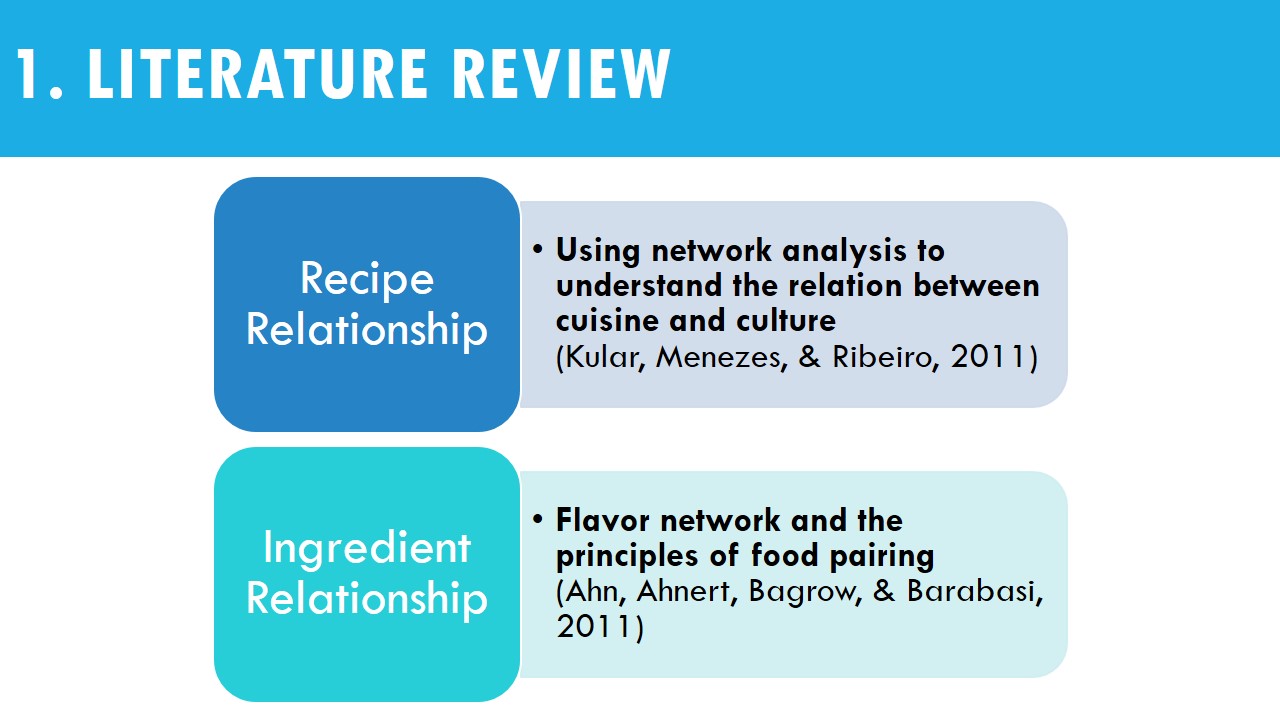 1. LITERATURE REVIEW
Recipe
Relationship
• Using network analysis to
understand the relation between
cuisine and culture
(Kular, Menezes, & Ribeiro, 2011)
Ingredient
Relationship
• Flavor network and the
principles of food pairing
(Ahn, Ahnert, Bagrow, & Barabasi,
2011)